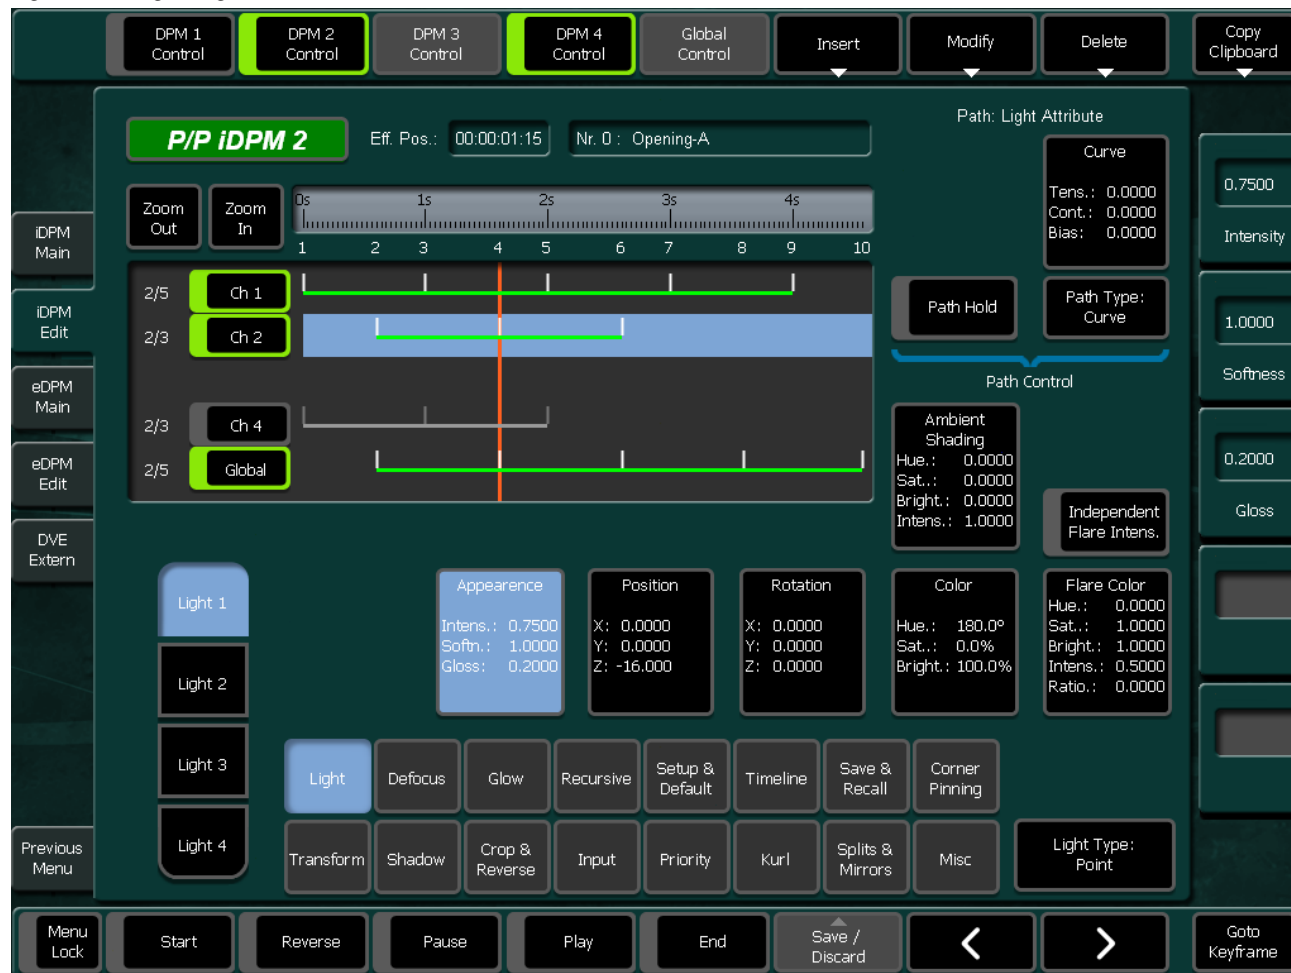 DPM 1
Control
DPM 2
Control
DPM 3
Control
DPM 4
Control
Global
Control
Insert
Modify
Delete
Copy
Clipboard
P/P iDPM 2
Eff. Pos.: 00:00:01:15
Nr. 0 : Opening-A
Path: Light Attribute
Curve
Tens.: 0.0000
Cont.: 0.0000
Bias: 0.0000
0.7500
Intensity
Zoom
Out
Zoom
In
0s 1s 2s 3s 4s
1 2 3 4 5 6 7 8 9 10
iDPM
Main
iDPM
Edit
eDPM
Main
eDPM
Edit
DVE
Extern
Previous
Menu
2/5 Ch 1
2/3 Ch 2
2/3 Ch 4
2/5 Global
Path Hold
Path Type:
Curve
Path Control
1.0000
Softness
Ambient
Shading
Hue.: 0.0000
Sat..: 0.0000
Bright.: 0.0000
Intens.: 1.0000
Independent
Flare Intens.
0.2000
Gloss
Light 1
Light 2
Light 3
Light 4
Appearence
Intens.: 0.7500
Softn.: 1.0000
Gloss: 0.2000
Position
X: 0.0000
Y: 0.0000
Z: -16.000
Rotation
X: 0.0000
Y: 0.0000
Z: 0.0000
Color
Hue.: 180.0º
Sat..: 0.0%
Bright.: 100.0%
Flare Color
Hue.: 0.0000
Sat..: 1.0000
Bright.: 1.0000
Intens.: 0.5000
Ratio.: 0.0000
Light
Defocus
Glow
Recursive
Setup &
Default
Timeline
Save &
Recall
Corner
Pinning
Transform
Shadow
Crop &
Reverse
Input
Priority
Kurl
Splits &
Mirrors
Misc
Light Type:
Point
Menu
Lock
Start
Reverse
Pause
Play
End
Save /
Discard
Goto
Keyframe